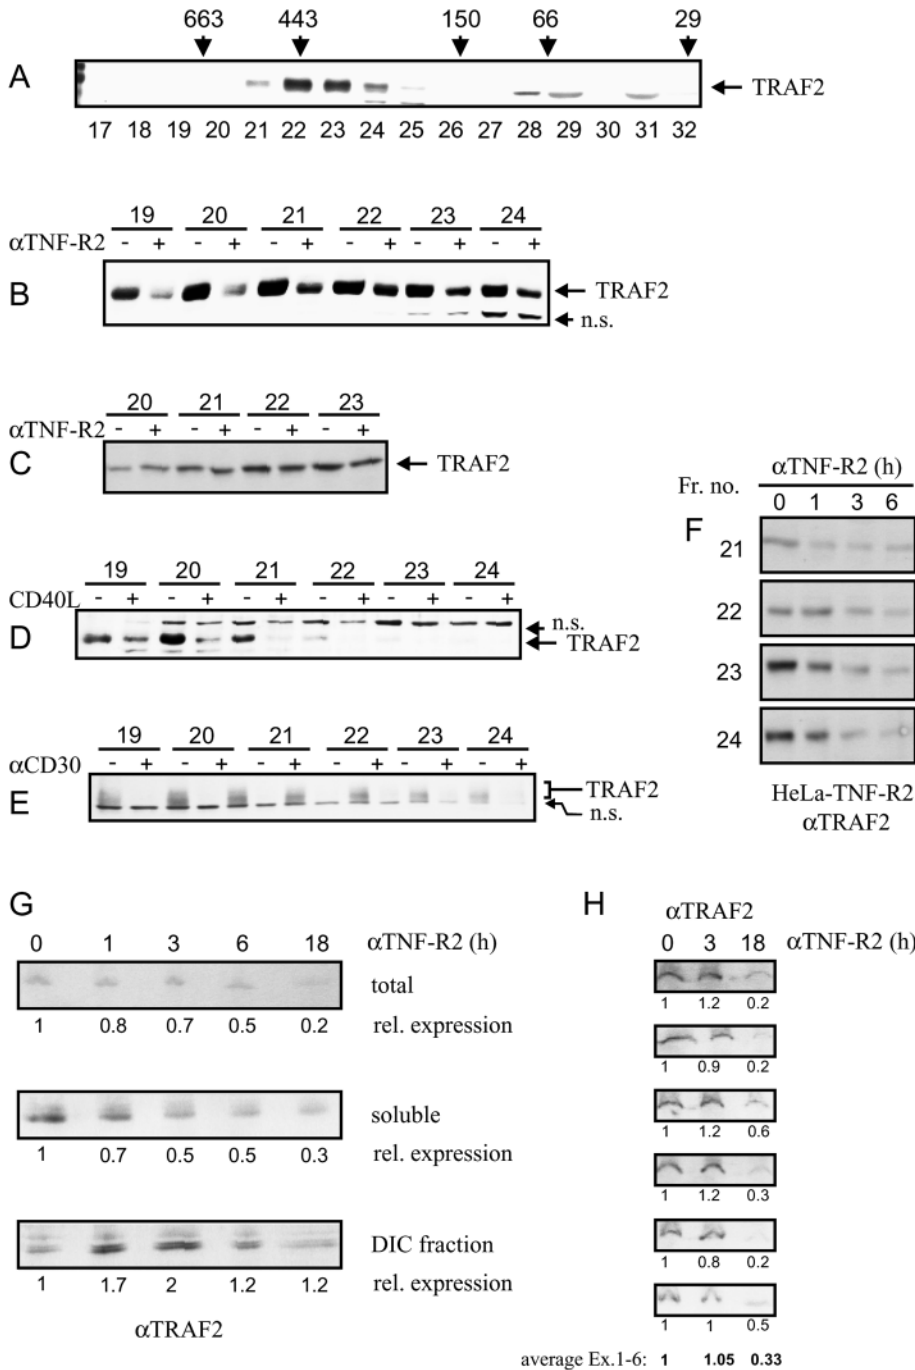 663 443 150 66 29
A
TRAF2
17 18 19 20 21 22 23 24 25 26 27 28 29 30 31 32
19 20 21 22 23 24
αTNF-R2 - + - + - + - + - + - +
B
TRAF2
n.s.
20 21 22 23
αTNF-R2 - + - + - + - +
C
TRAF2
19 20 21 22 23 24
CD40L - + - + - + - + - + - +
D
n.s.
TRAF2
19 20 21 22 23 24
αCD30 - + - + - + - + - + - +
E
TRAF2
n.s.
αTNF-R2 (h)
Fr. no. 0 1 3 6
F
21
22
23
24
HeLa-TNF-R2
αTRAF2
G
0 1 3 6 18 αTNF-R2 (h)
total
1 0.8 0.7 0.5 0.2 rel. expression
soluble
1 0.7 0.5 0.5 0.3 rel. expression
DIC fraction
1 1.7 2 1.2 1.2 rel. expression
αTRAF2
H
αTRAF2
0 3 18 αTNF-R2 (h)
1 1.2 0.2
1 0.9 0.2
1 1.2 0.6
1 1.2 0.3
1 0.8 0.2
1 1 0.5
average Ex.1-6: 1 1.05 0.33